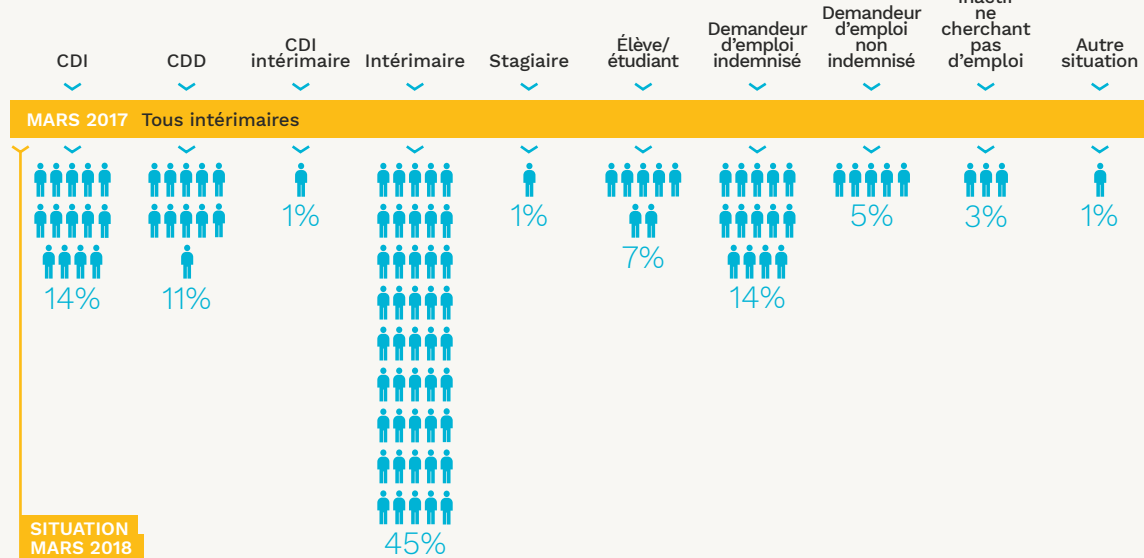 CDI
CDD
CDI
intérimaire
Intérimaire
Stagiaire
Élève/
étudiant
Demandeur
d'emploi
indemnisé
Demandeur
d'emploi
non
indemnisé
Inactif
ne
cherchant
pas
d'emploi
Autre
situation
MARS 2017 Tous intérimaires
14%
11%
1%
45%
1%
7%
14%
5%
3%
1%
SITUATION
MARS 2018